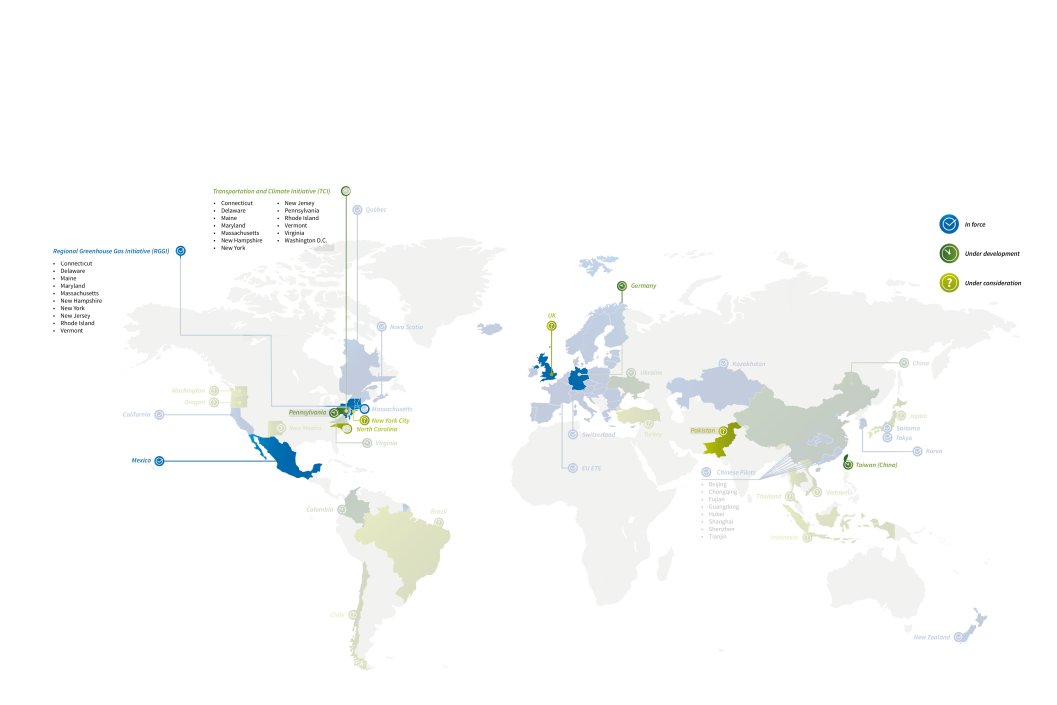 Transportation and Climate Initiative (TCI)
• Connecticut
• Delaware
• Maine
• Maryland
• Massachusetts
• New Hampshire
• New York
• New Jersey
• Pennsylvania
• Rhode Island
• Vermont
• Virginia
• Washington D.C.
Québec
In force
Under development
Under consideration
Regional Greenhouse Gas Initiative (RGGI)
• Connecticut
• Delaware
• Maine
• Maryland
• Massachusetts
• New Hampshire
• New York
• New Jersey
• Rhode Island
• Vermont
Germany
UK
Nova Scotia
Kazakhstan
China
Ukraine
Washington
Oregon
California
Pennsylvania
Massachusetts
New York City
New Mexico
North Carolina
Virginia
Mexico
Switzerland
Turkey
EU ETS
Pakistan
Japan
Saitama
Tokyo
Korea
Taiwan (China)
Chinese Pilots
• Beijing
• Chongqing
• Fujian
• Guangdong
• Hubei
• Shanghai
• Shenzhen
• Tianjin
Thailand
Vietnam
Indonesia
Colombia
Brazil
Chile
New Zealand